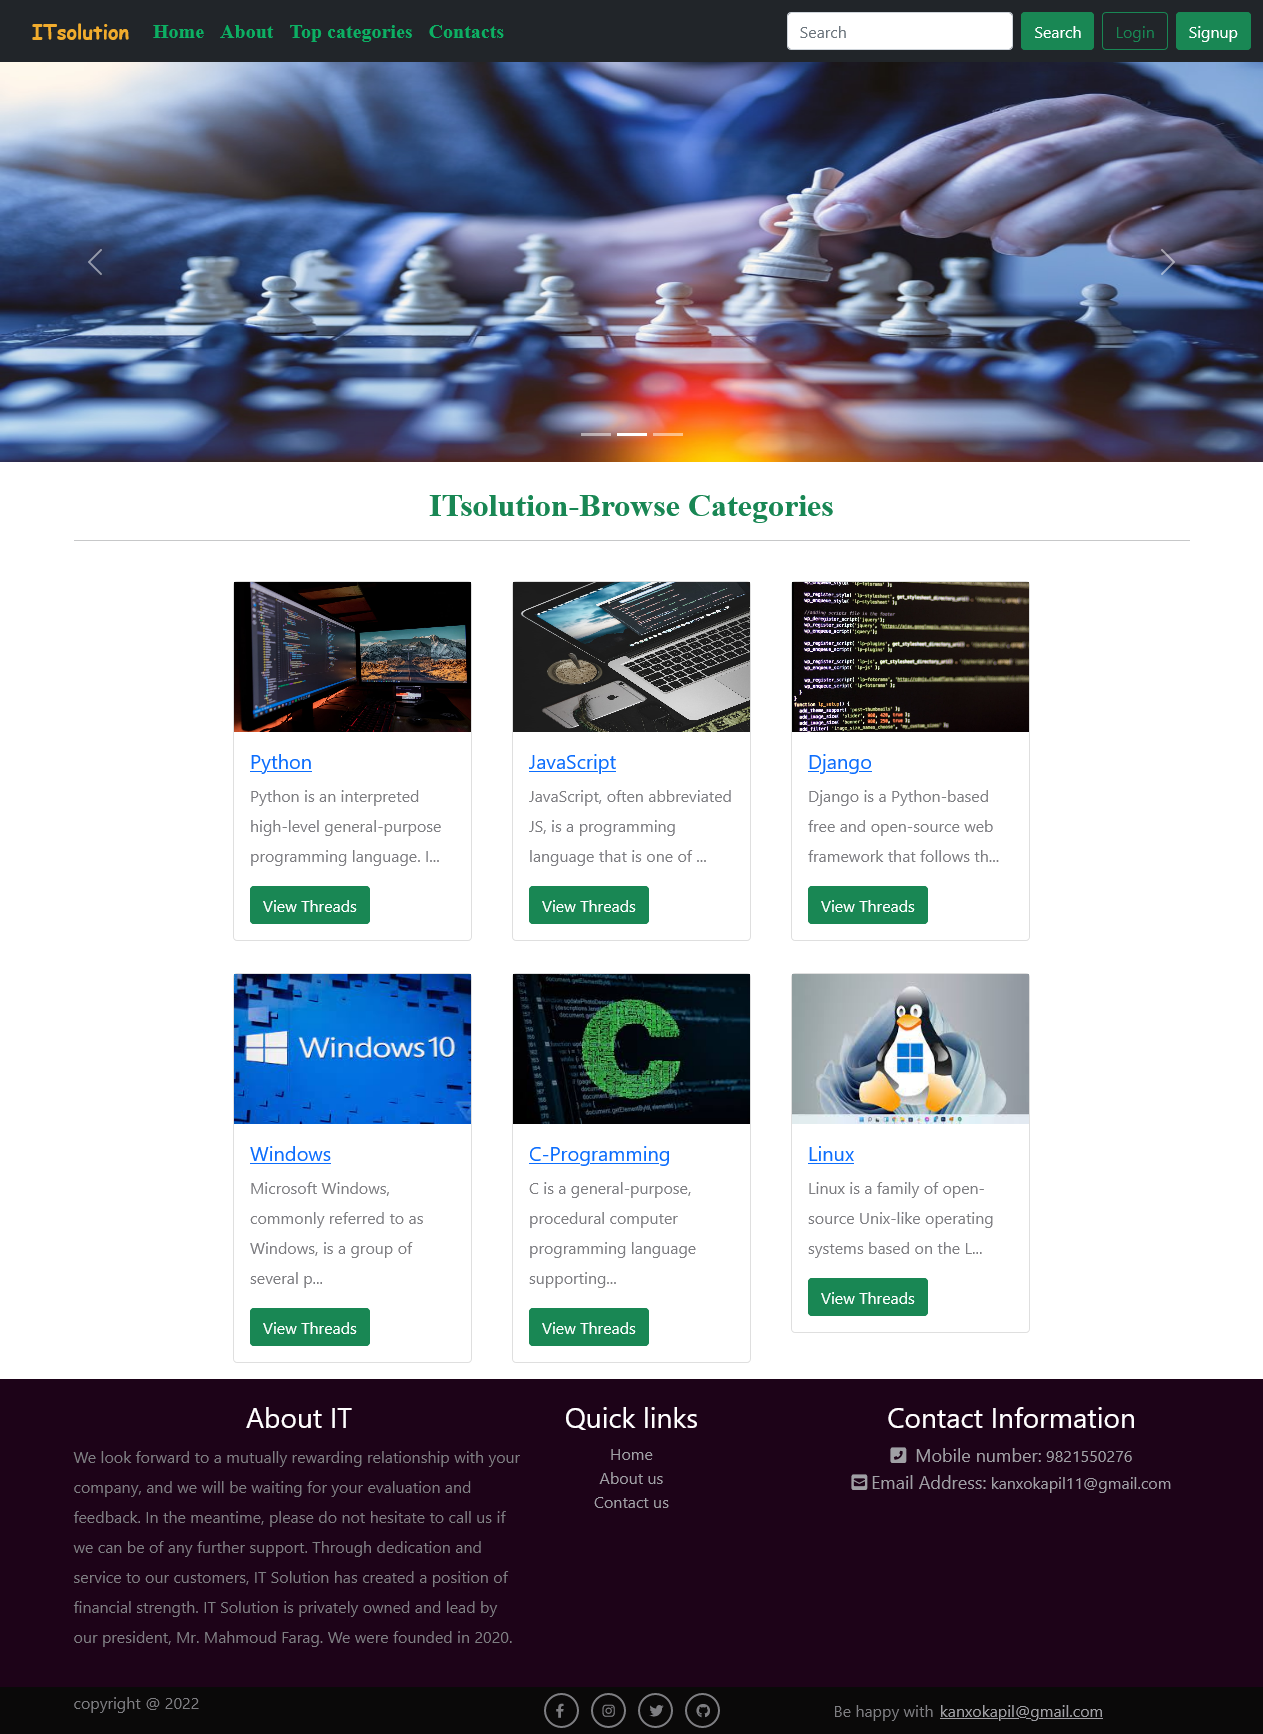 ITsolution Home About Top categories Contacts Search Search Login Signup
ITsolution-Browse Categories
Python
Python is an interpreted
high-level general-purpose
programming language. I...
View Threads
JavaScript
JavaScript, often abbreviated
JS, is a programming
language that is one of ...
View Threads
Django
Django is a Python-based
free and open-source web
framework that follows th...
View Threads
Windows 10
Windows
Microsoft Windows,
commonly referred to as
Windows, is a group of
several p...
View Threads
C
C-Programming
C is a general-purpose,
procedural computer
programming language
supporting...
View Threads
Linux
Linux is a family of open-
source Unix-like operating
systems based on the L...
View Threads
About IT
We look forward to a mutually rewarding relationship with your
company, and we will be waiting for your evaluation and
feedback. In the meantime, please do not hesitate to call us if
we can be of any further support. Through dedication and
service to our customers, IT Solution has created a position of
financial strength. IT Solution is privately owned and lead by
our president, Mr. Mahmoud Farag. We were founded in 2020.
Quick links
Home
About us
Contact us
Contact Information
Mobile number: 9821550276
Email Address: kanxokapil11@gmail.com
copyright @ 2022
Be happy with kanxokapil@gmail.com